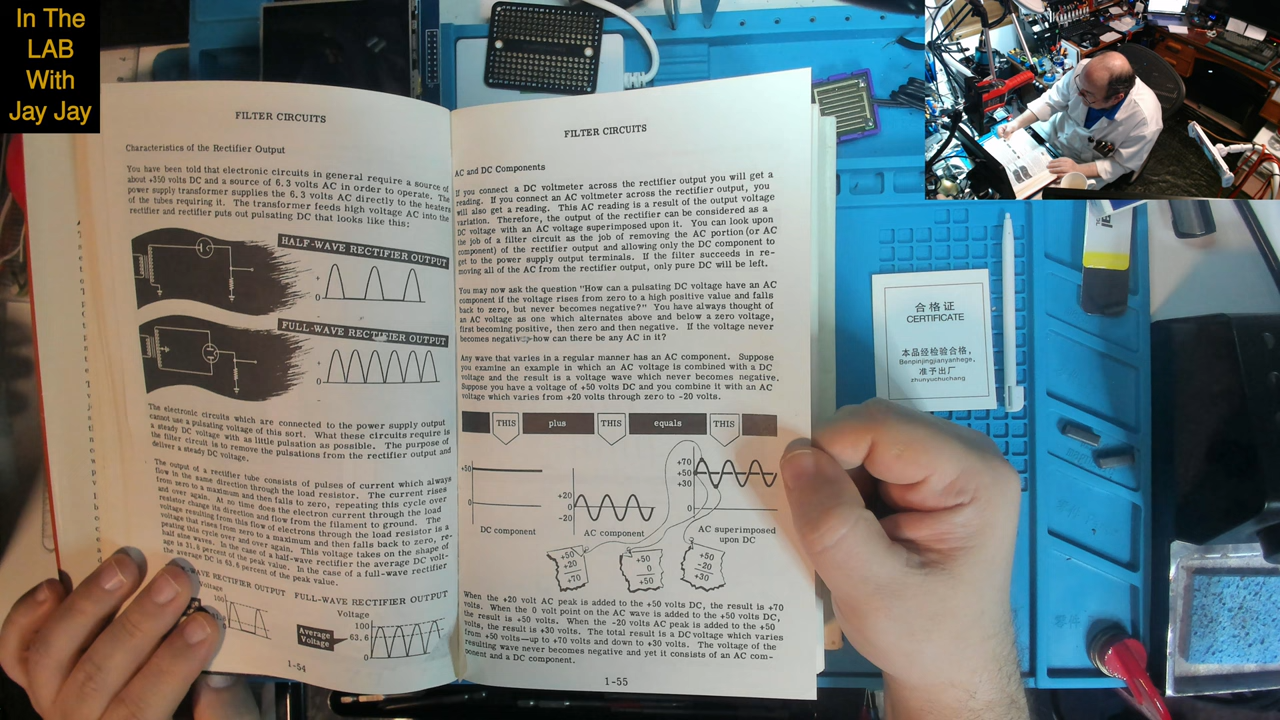 In The
LAB
With
Jay Jay
FILTER CIRCUITS
Characteristics of the Rectifier Output
You have been told that electronic circuits in general require a source of
about +350 volts DC and a source of 6.3 volts AC in order to operate. The
power supply transformer supplies the 6.3 volts AC directly to the heaters
of the tubes requiring it. The transformer feeds high voltage AC into the
rectifier and rectifier puts out pulsating DC that looks like this:
HALF-WAVE RECTIFIER OUTPUT
+
0
FULL-WAVE RECTIFIER OUTPUT
+
0
The electronic circuits which are connected to the power supply output
cannot use a pulsating voltage of this sort. What these circuits require is
a steady DC voltage with as little pulsation as possible. The purpose of
the filter circuit is to remove the pulsations from the rectifier output and
deliver a steady DC voltage.
The output of a rectifier tube consists of pulses of current which always
flow in the same direction through the load resistor. The current rises
from zero to a maximum and then falls to zero, repeating this cycle over
and over again. At no time does the electron current through the load
resistor change its direction and flow from the filament to ground. The
voltage resulting from this flow of electrons through the load resistor is a
voltage that rises from zero to a maximum and then falls back to zero, re-
peating this cycle over and over again. This voltage takes on the shape of
half sine waves. In the case of a half-wave rectifier the average DC volt-
age is 31.8 percent of the peak value. In the case of a full-wave rectifier
the average DC is 63.6 percent of the peak value.
WAVE RECTIFIER OUTPUT
Voltage
100
FULL-WAVE RECTIFIER OUTPUT
Voltage
100
63.6
0
Average
Voltage
1-54
FILTER CIRCUITS
AC and DC Components
If you connect a DC voltmeter across the rectifier output you will get a
reading. If you connect an AC voltmeter across the rectifier output, you
will also get a reading. This AC reading is a result of the output voltage
variation. Therefore, the output of the rectifier can be considered as a
DC voltage with an AC voltage superimposed upon it. You can look upon
the job of a filter circuit as the job of removing the AC portion (or AC
component) of the rectifier output and allowing only the DC component to
get to the power supply output terminals. If the filter succeeds in re-
moving all of the AC from the rectifier output, only pure DC will be left.
You may now ask the question "How can a pulsating DC voltage have an AC
component if the voltage rises from zero to a high positive value and falls
back to zero, but never becomes negative?" You have always thought of
an AC voltage as one which alternates above and below a zero voltage,
first becoming positive, then zero and then negative. If the voltage never
becomes negative how can there be any AC in it?
Any wave that varies in a regular manner has an AC component. Suppose
you examine an example in which an AC voltage is combined with a DC
voltage and the result is a voltage wave which never becomes negative.
Suppose you have a voltage of +50 volts DC and you combine it with an AC
voltage which varies from +20 volts through zero to -20 volts.
THIS plus THIS equals THIS
+50
0
DC component
+20
0
-20
AC component
+70
+50
+30
0
AC superimposed
upon DC
+50
+20
+70
+50
0
+50
+50
-20
+30
When the +20 volt AC peak is added to the +50 volts DC, the result is +70
volts. When the 0 volt point on the AC wave is added to the +50 volts DC,
the result is +50 volts. When the -20 volts AC peak is added to the +50
volts, the result is +30 volts. The total result is a DC voltage which varies
from +50 volts—up to +70 volts and down to +30 volts. The voltage of the
resulting wave never becomes negative and yet it consists of an AC com-
ponent and a DC component.
1-55
合格证
CERTIFICATE
本品经检验合格,
Benpinjngjianyanhege,
准予出厂
zhunyuchuchang
零件